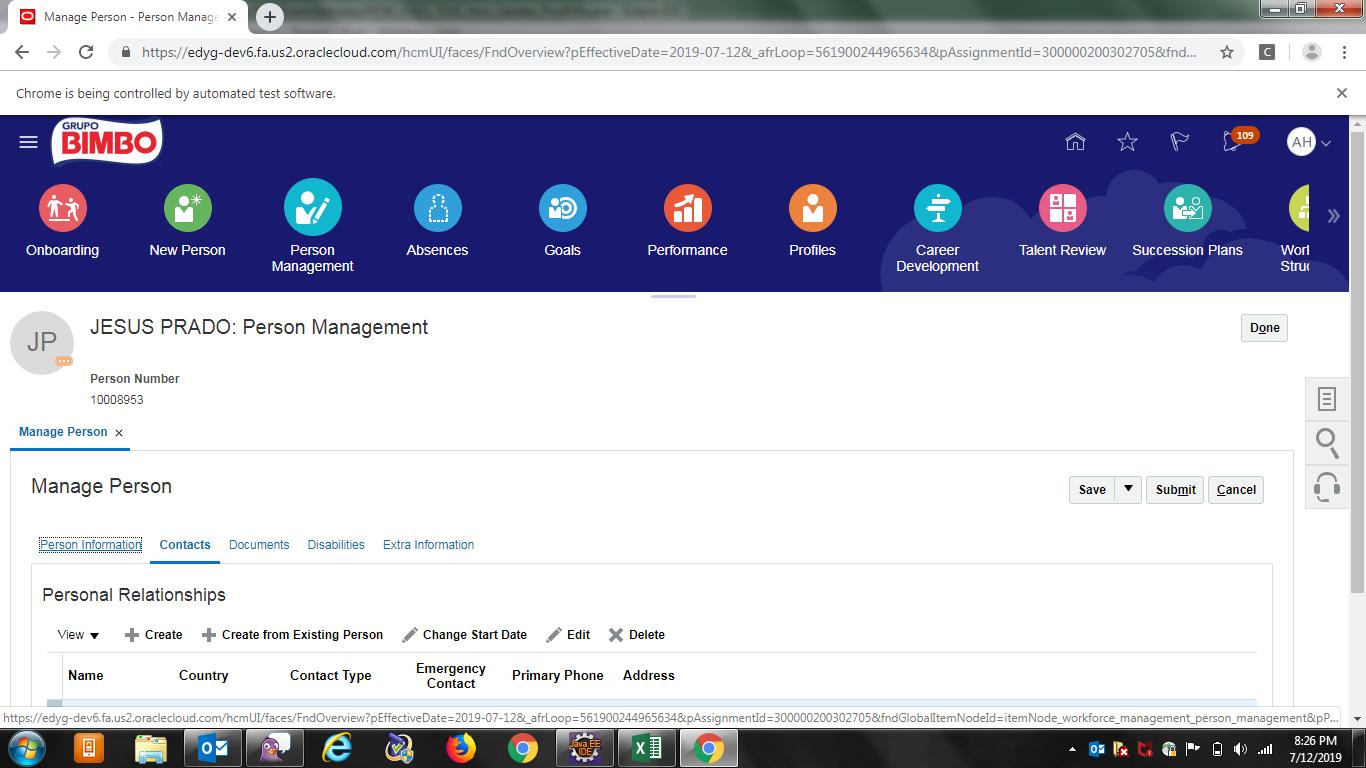 Manage Person - Person Manage
https://edyg-dev6.fa.us2.oraclecloud.com/hcmUI/faces/FndOverview?pEffectiveDate=2019-07-12&_afrLoop=561900244965634&pAssignmentId=300000200302705&fnd...
C
Chrome is being controlled by automated test software.
GRUPO
BIMBO
109
AH
Onboarding
New Person
Person Management
Absences
Goals
Performance
Profiles
Career Development
Talent Review
Succession Plans
JP
JESUS PRADO: Person Management
Done
Person Number
10008953
Manage Person
Manage Person
Save
Submit
Cancel
Person Information
Contacts
Documents
Disabilities
Extra Information
Personal Relationships
View
Create
Create from Existing Person
Change Start Date
Edit
Delete
Name
Country
Contact Type
Emergency Contact
Primary Phone
Address
https://edyg-dev6.fa.us2.oraclecloud.com/hcmUI/faces/FndOverview?pEffectiveDate=2019-07-12&_afrLoop=561900244965634&pAssignmentId=300000200302705&fndGlobalItemNodeId=itemNode_workforce_management_person_management&pP...
Java EE
IDE
8:26 PM
7/12/2019